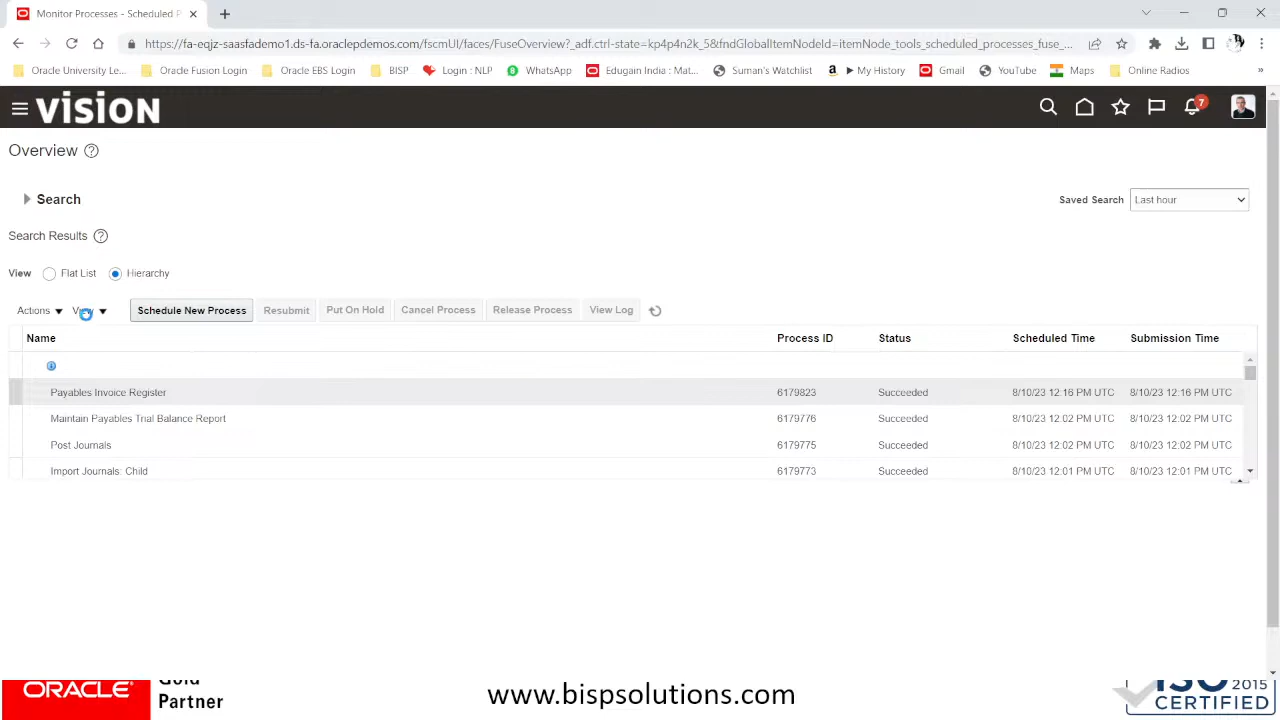 Monitor Processes - Scheduled P
https://fa-eqjz-saasfademo1.ds-fa.oraclepdemos.com/fscmUI/faces/FuseOverview?_adf.ctrl-state=kp4p4n2k_58&fndGlobalItemNodeId=itemNode_tools_scheduled_processes_fuse_...
Oracle University Le... Oracle Fusion Login Oracle EBS Login BISP Login : NLP WhatsApp Edugain India : Mat... Suman's Watchlist ▶ My History Gmail YouTube Maps Online Radios »
vision
7
Overview
Search
Saved Search Last hour
Search Results
View Flat List Hierarchy
Actions Schedule New Process Resubmit Put On Hold Cancel Process Release Process View Log
Name Process ID Status Scheduled Time Submission Time
Payables Invoice Register 6179823 Succeeded 8/10/23 12:16 PM UTC 8/10/23 12:16 PM UTC
Maintain Payables Trial Balance Report 6179776 Succeeded 8/10/23 12:02 PM UTC 8/10/23 12:02 PM UTC
Post Journals 6179775 Succeeded 8/10/23 12:02 PM UTC 8/10/23 12:02 PM UTC
Import Journals: Child 6179773 Succeeded 8/10/23 12:01 PM UTC 8/10/23 12:01 PM UTC
ORACLE Gold
Partner
www.bispsolutions.com
ISO 2015
CERTIFIED